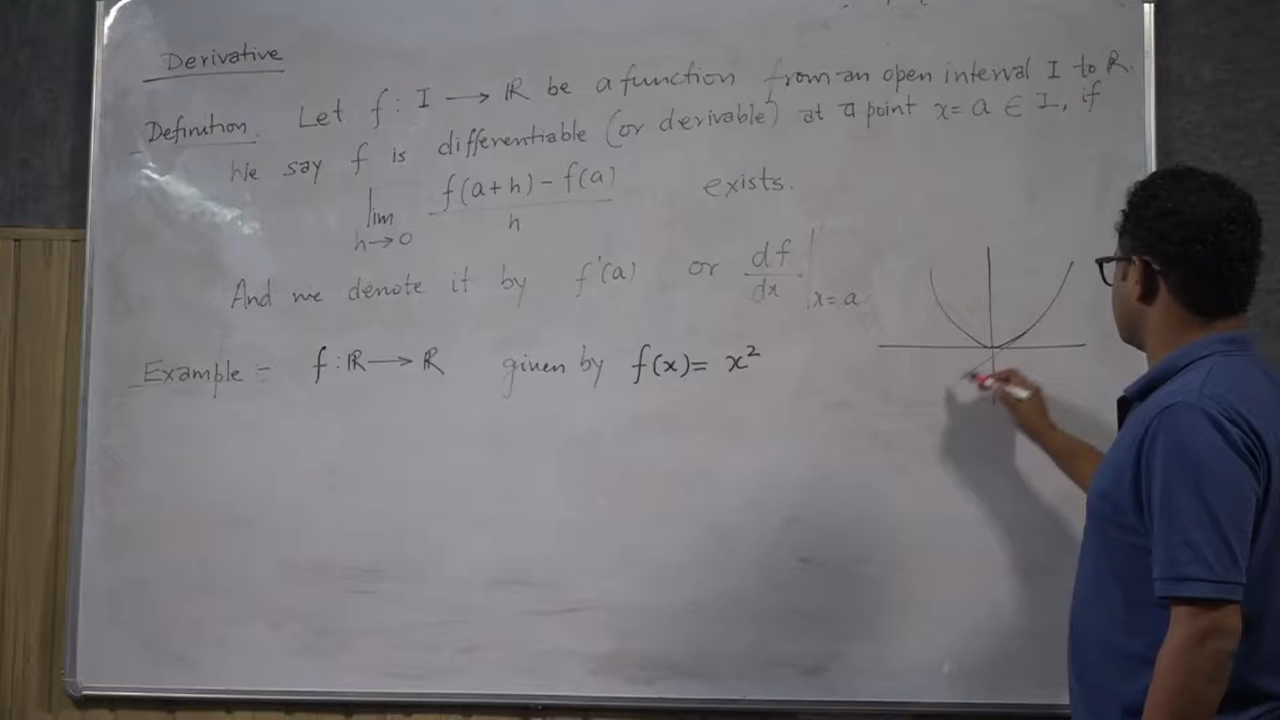 Derivative
Definition. Let f : I → ℝ be a function from an open interval I to ℝ.
We say f is differentiable (or derivable) at a point x = a ∈ I, if
lim h→0 f(a+h) − f(a) / h exists.
And we denote it by f'(a) or df/dx |x=a
Example = f : ℝ → ℝ given by f(x) = x²